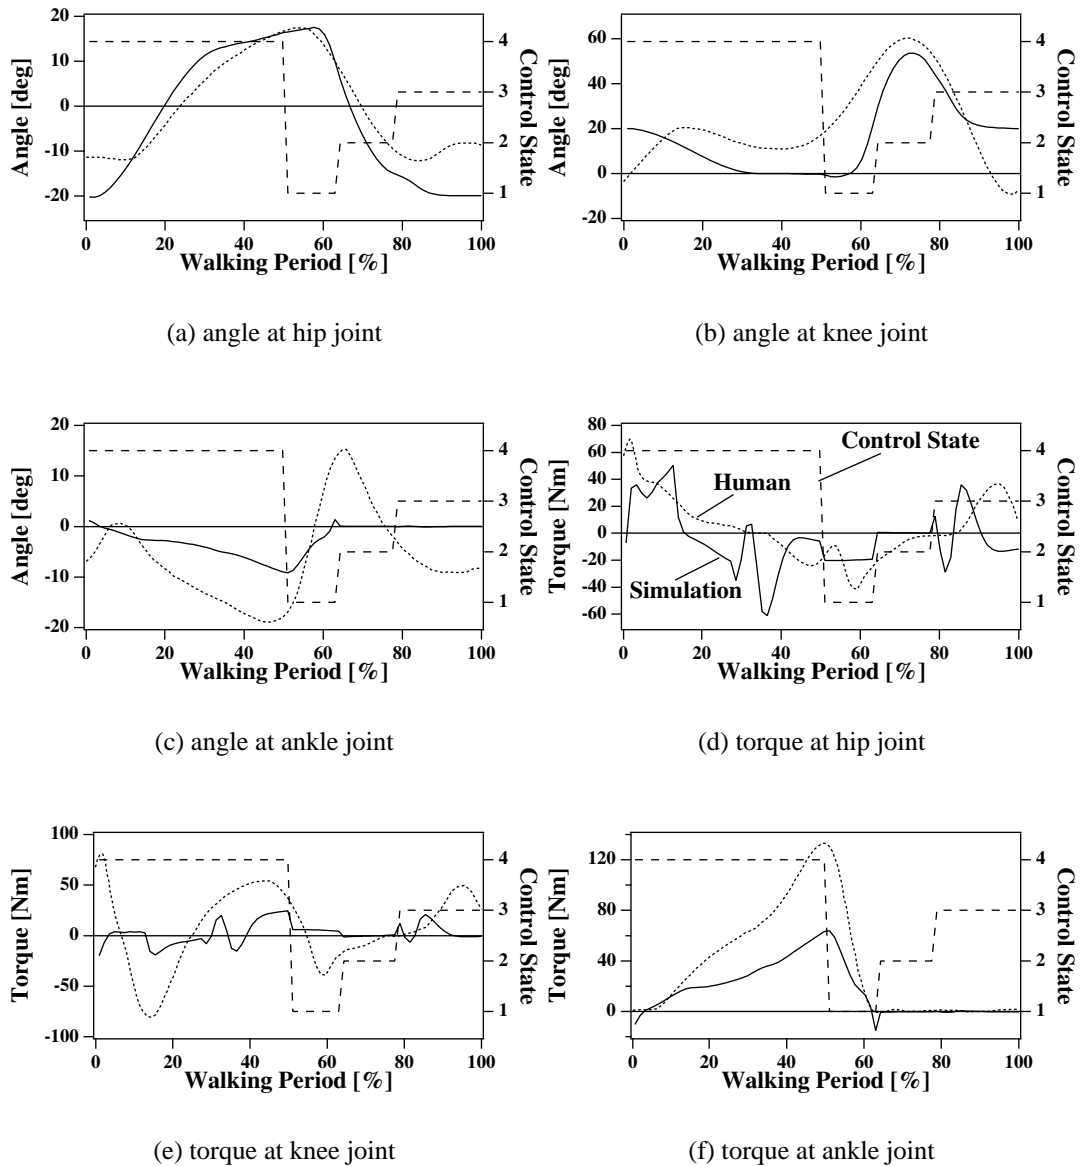 20
10
0
-10
-20
Angle [deg]
4
3
2
1
Control State
0 20 40 60 80 100
Walking Period [%]
(a) angle at hip joint
60
40
20
0
-20
Angle [deg]
4
3
2
1
Control State
0 20 40 60 80 100
Walking Period [%]
(b) angle at knee joint
20
10
0
-10
-20
Angle [deg]
4
3
2
1
Control State
0 20 40 60 80 100
Walking Period [%]
(c) angle at ankle joint
80
60
40
20
0
-20
-40
-60
Torque [Nm]
Control State
Human
Simulation
4
3
2
1
Control State
0 20 40 60 80 100
Walking Period [%]
(d) torque at hip joint
100
50
0
-50
-100
Torque [Nm]
4
3
2
1
Control State
0 20 40 60 80 100
Walking Period [%]
(e) torque at knee joint
120
80
40
0
Torque [Nm]
4
3
2
1
Control State
0 20 40 60 80 100
Walking Period [%]
(f) torque at ankle joint